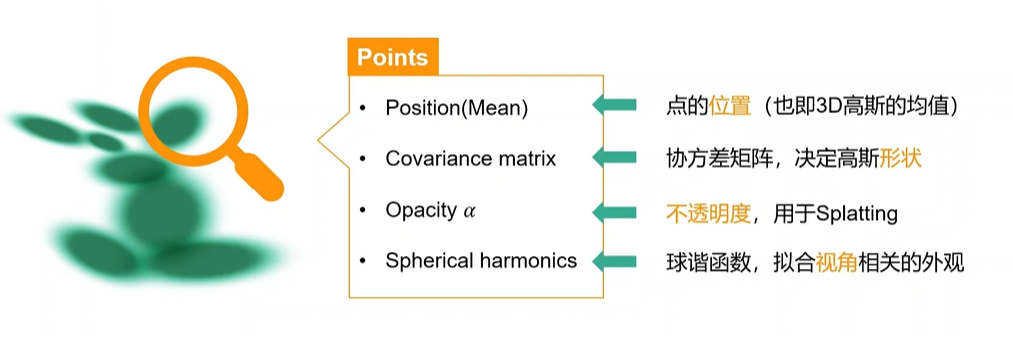 Points
• Position(Mean)
点的位置（也即3D高斯的均值）
• Covariance matrix
协方差矩阵，决定高斯形状
• Opacity α
不透明度，用于Splatting
• Spherical harmonics
球谐函数，拟合视角相关的外观